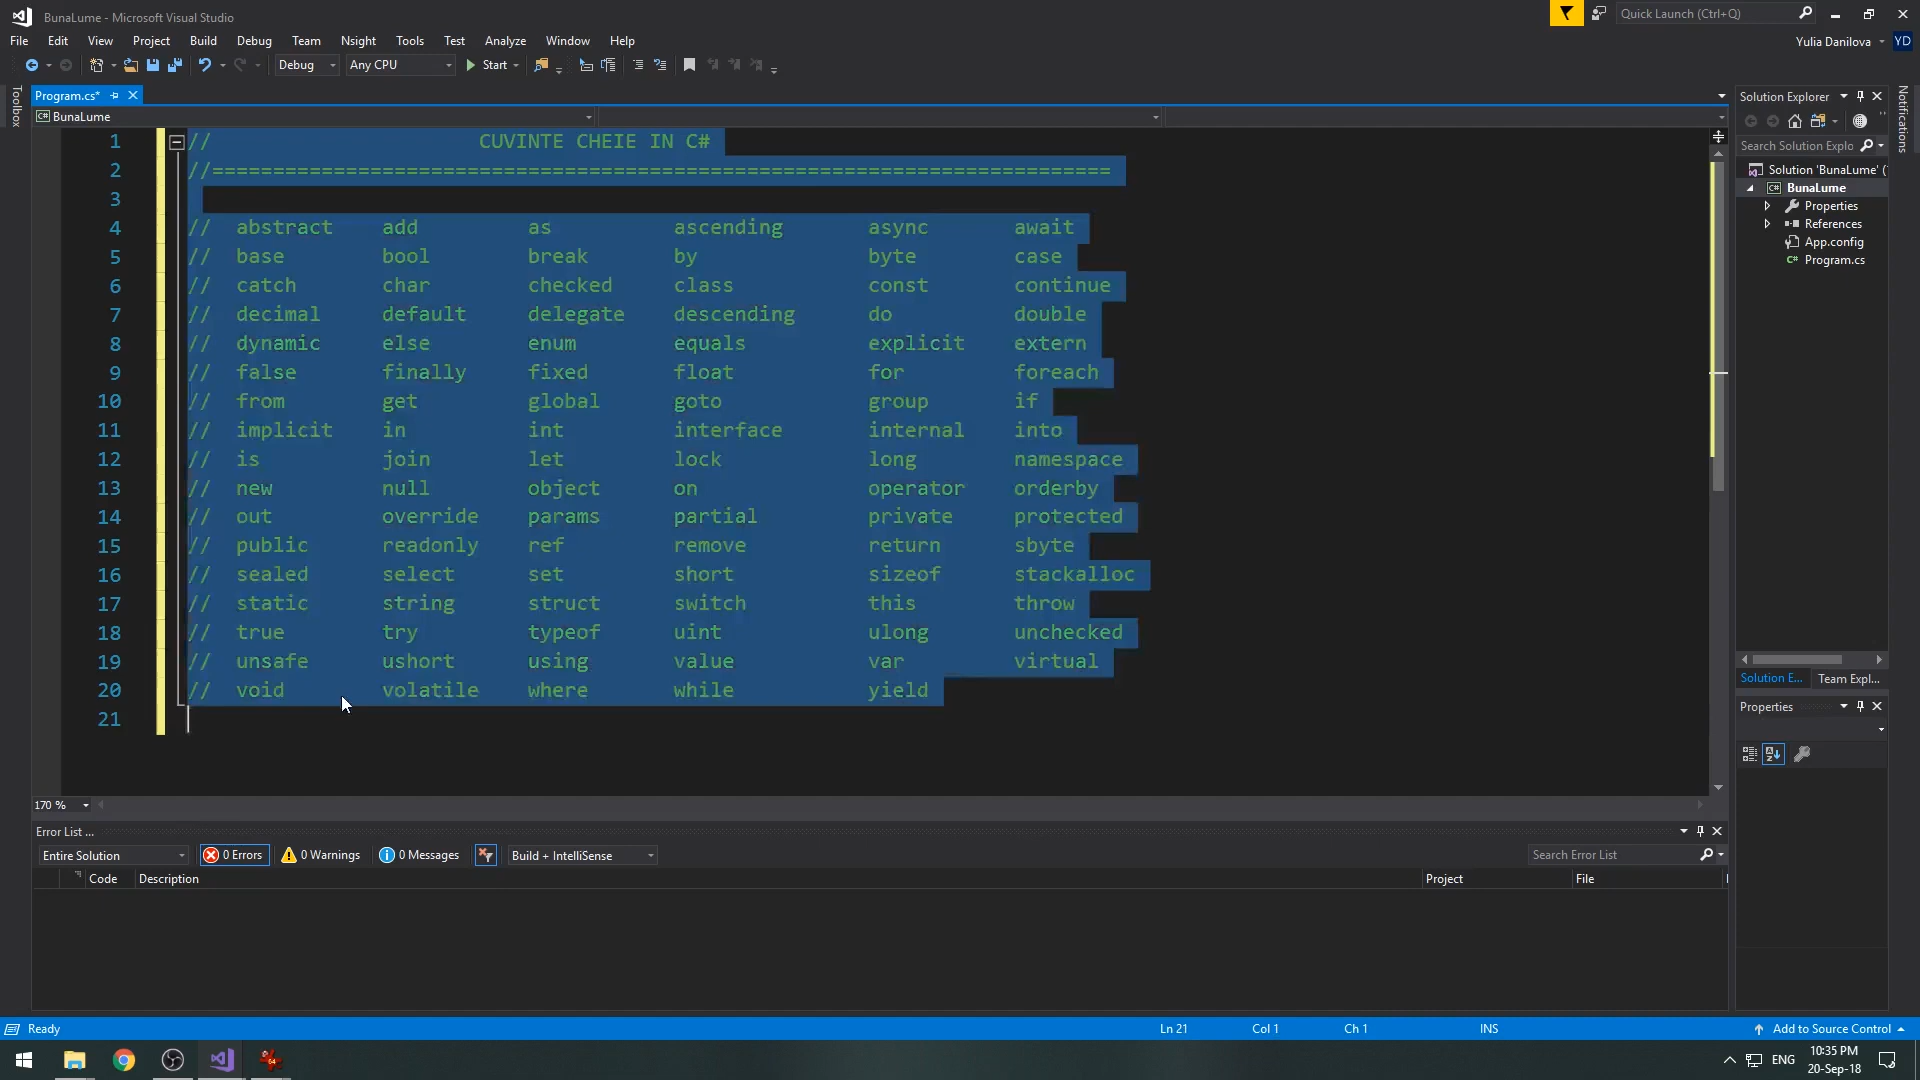 BunaLume - Microsoft Visual Studio
Quick Launch (Ctrl+Q)
File Edit View Project Build Debug Team Nsight Tools Test Analyze Window Help
Yulia Danilova YD
Debug Any CPU Start
Toolbox
Program.cs*
Solution Explorer
Notifications
BunaLume
Search Solution Explo
Solution 'BunaLume' (
BunaLume
Properties
References
App.config
Program.cs
1 // CUVINTE CHEIE IN C#
2 //==========================================================================
3
4 // abstract add as ascending async await
5 // base bool break by byte case
6 // catch char checked class const continue
7 // decimal default delegate descending do double
8 // dynamic else enum equals explicit extern
9 // false finally fixed float for foreach
10 // from get global goto group if
11 // implicit in int interface internal into
12 // is join let lock long namespace
13 // new null object on operator orderby
14 // out override params partial private protected
15 // public readonly ref remove return sbyte
16 // sealed select set short sizeof stackalloc
17 // static string struct switch this throw
18 // true try typeof uint ulong unchecked
19 // unsafe ushort using value var virtual
20 // void volatile where while yield
21
Solution E... Team Expl...
Properties
170 %
Error List ...
Entire Solution 0 Errors 0 Warnings 0 Messages Build + IntelliSense Search Error List
Code Description Project File
Ready Ln 21 Col 1 Ch 1 INS Add to Source Control
ENG 10:35 PM
20-Sep-18